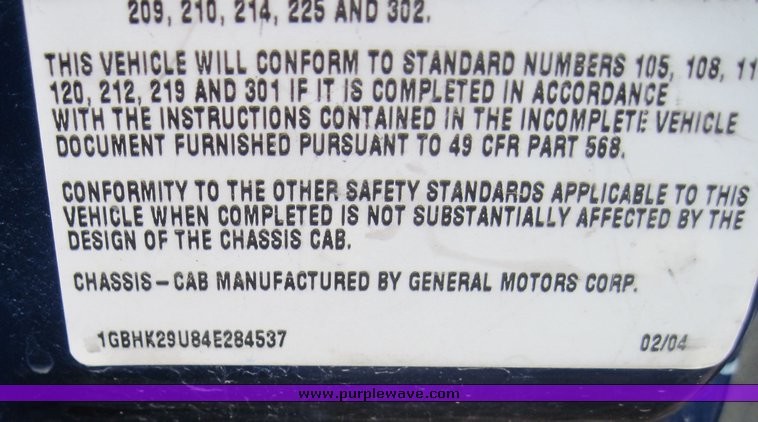 209, 210, 214, 225 AND 302.
THIS VEHICLE WILL CONFORM TO STANDARD NUMBERS 105, 108, 11
120, 212, 219 AND 301 IF IT IS COMPLETED IN ACCORDANCE
WITH THE INSTRUCTIONS CONTAINED IN THE INCOMPLETE VEHICLE
DOCUMENT FURNISHED PURSUANT TO 49 CFR PART 568.
CONFORMITY TO THE OTHER SAFETY STANDARDS APPLICABLE TO THIS
VEHICLE WHEN COMPLETED IS NOT SUBSTANTIALLY AFFECTED BY THE
DESIGN OF THE CHASSIS CAB.
CHASSIS-CAB MANUFACTURED BY GENERAL MOTORS CORP.
1GBHK29U84E284537 02/04
www.purplewave.com